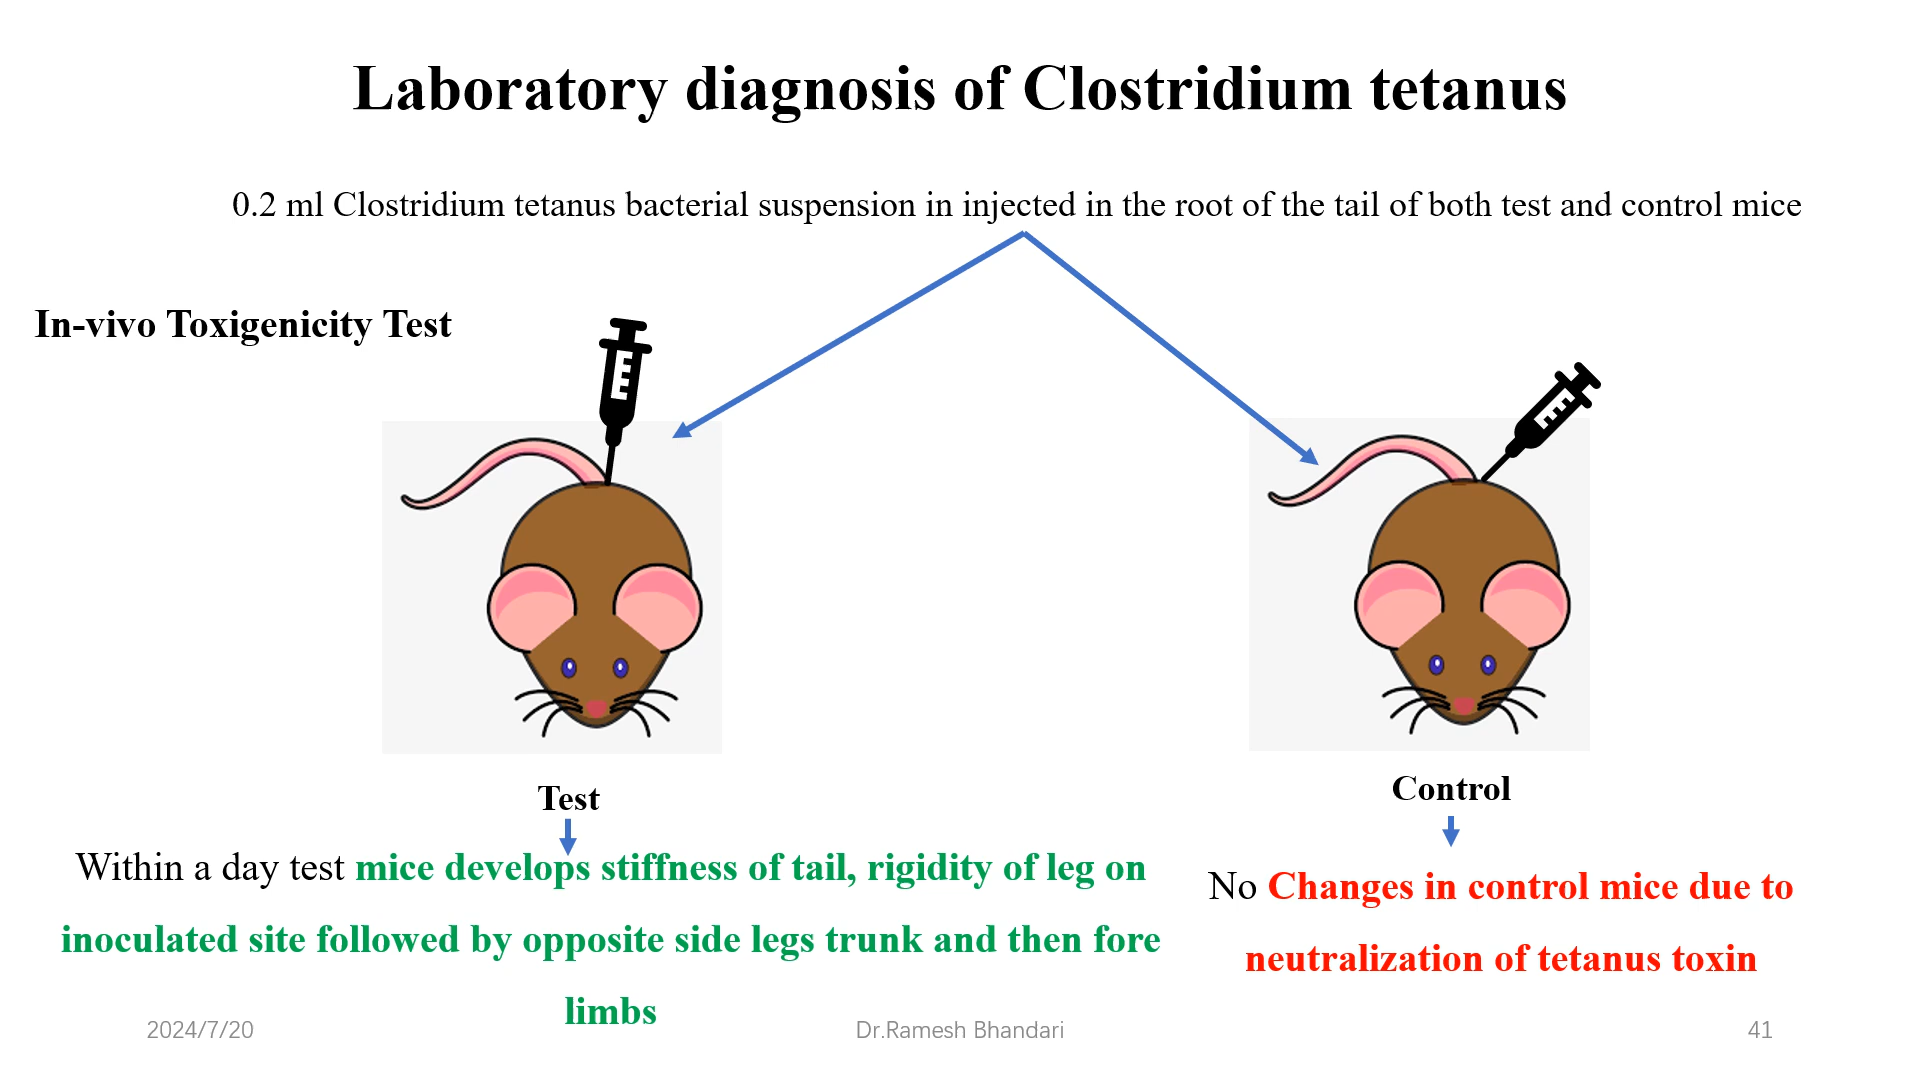 Laboratory diagnosis of Clostridium tetanus
0.2 ml Clostridium tetanus bacterial suspension in injected in the root of the tail of both test and control mice
In-vivo Toxigenicity Test
Test
Within a day test mice develops stiffness of tail, rigidity of leg on
inoculated site followed by opposite side legs trunk and then fore
limbs
Control
No Changes in control mice due to
neutralization of tetanus toxin
2024/7/20
Dr.Ramesh Bhandari
41